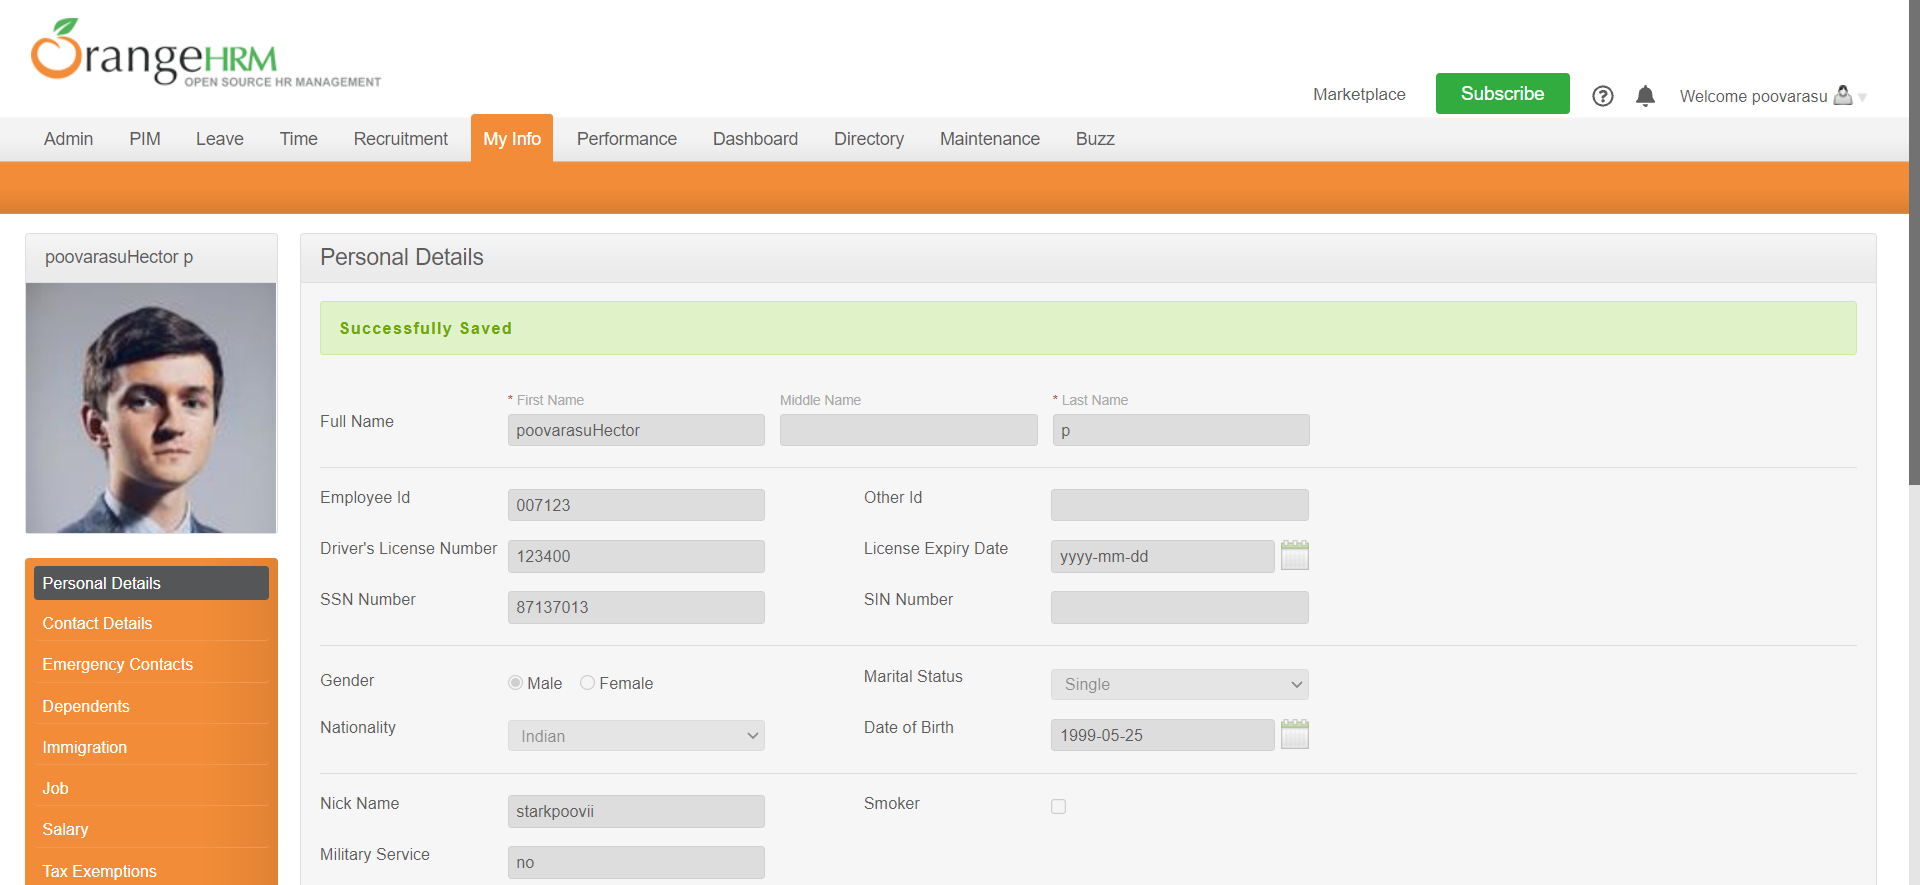 OrangeHRM
OPEN SOURCE HR MANAGEMENT
Marketplace
Subscribe
Welcome poovarasu
Admin PIM Leave Time Recruitment My Info Performance Dashboard Directory Maintenance Buzz
poovarasuHector p
Personal Details
Contact Details
Emergency Contacts
Dependents
Immigration
Job
Salary
Tax Exemptions
Personal Details
Successfully Saved
* First Name Middle Name * Last Name
Full Name poovarasuHector p
Employee Id 007123 Other Id
Driver's License Number 123400 License Expiry Date yyyy-mm-dd
SSN Number 87137013 SIN Number
Gender Male Female Marital Status Single
Nationality Indian Date of Birth 1999-05-25
Nick Name starkpoovii Smoker
Military Service no